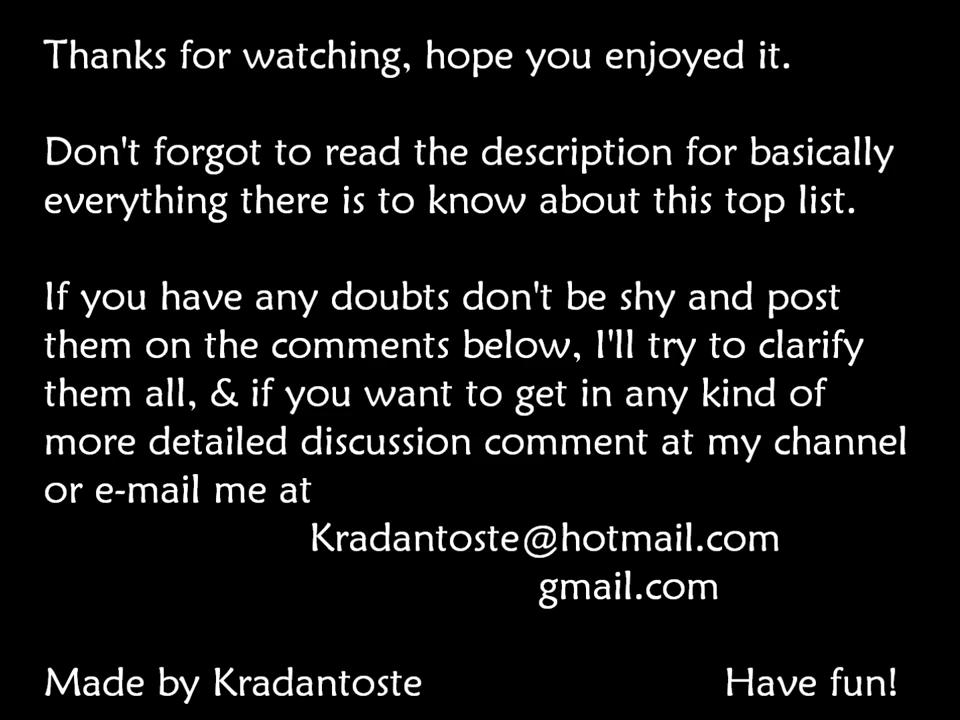 Thanks for watching, hope you enjoyed it.
Don't forgot to read the description for basically
everything there is to know about this top list.
If you have any doubts don't be shy and post
them on the comments below, I'll try to clarify
them all, & if you want to get in any kind of
more detailed discussion comment at my channel
or e-mail me at
Kradantoste@hotmail.com
gmail.com
Made by Kradantoste Have fun!